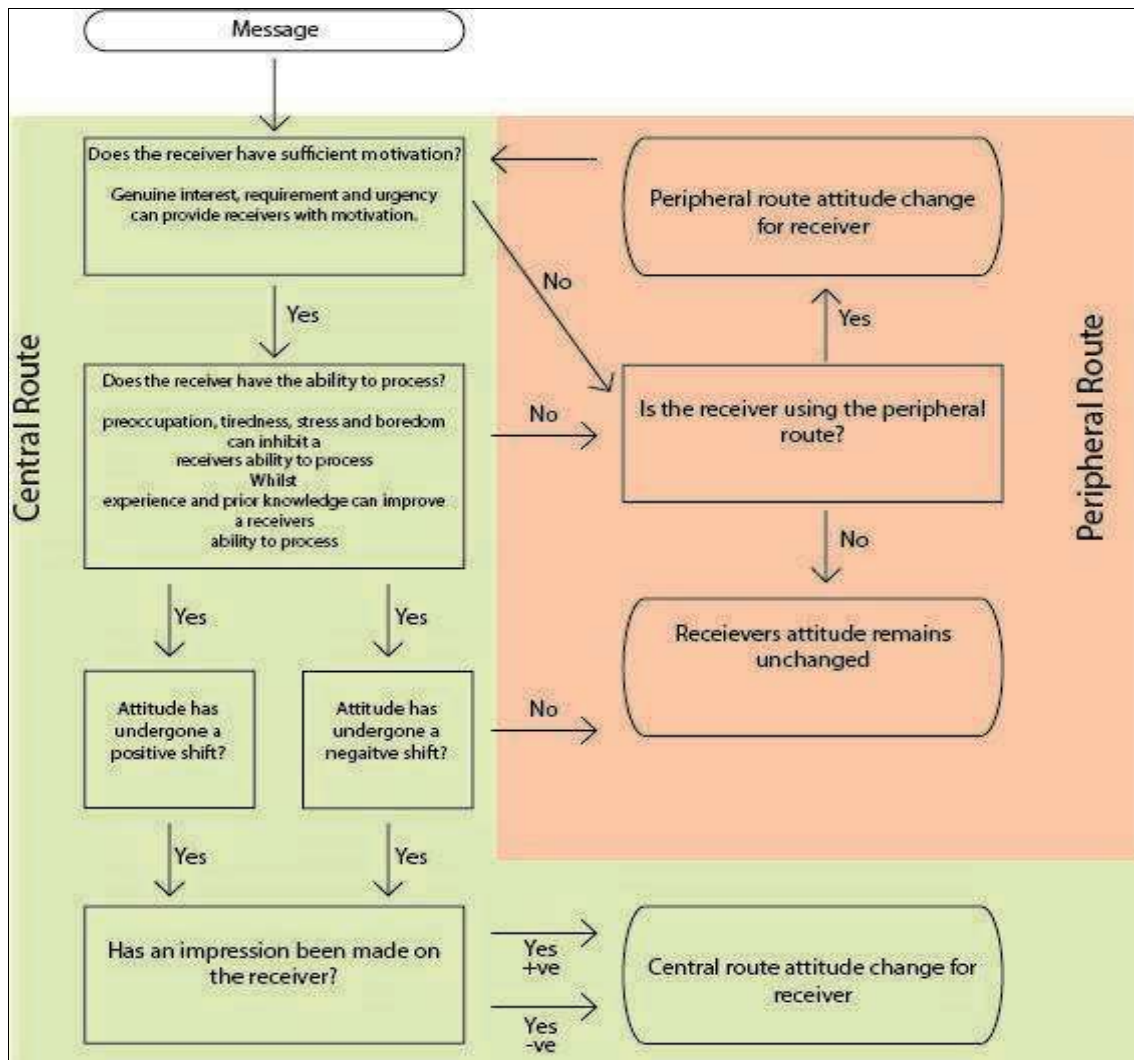 Message
Does the receiver have sufficient motivation?
Genuine interest, requirement and urgency
can provide receivers with motivation.
Peripheral route attitude change
for receiver
No
Yes
Yes
Central Route
Does the receiver have the ability to process?
preoccupation, tiredness, stress and boredom
can inhibit a
receivers ability to process
Whilst
experience and prior knowledge can improve
a receivers
ability to process
No
Is the receiver using the peripheral
route?
Peripheral Route
No
Yes
Yes
Receievers attitude remains
unchanged
Attitude has
undergone a
positive shift?
Attitude has
undergone a
negaitve shift?
No
Yes
Yes
Has an impression been made on
the receiver?
Yes
+ve
Yes
-ve
Central route attitude change for
receiver